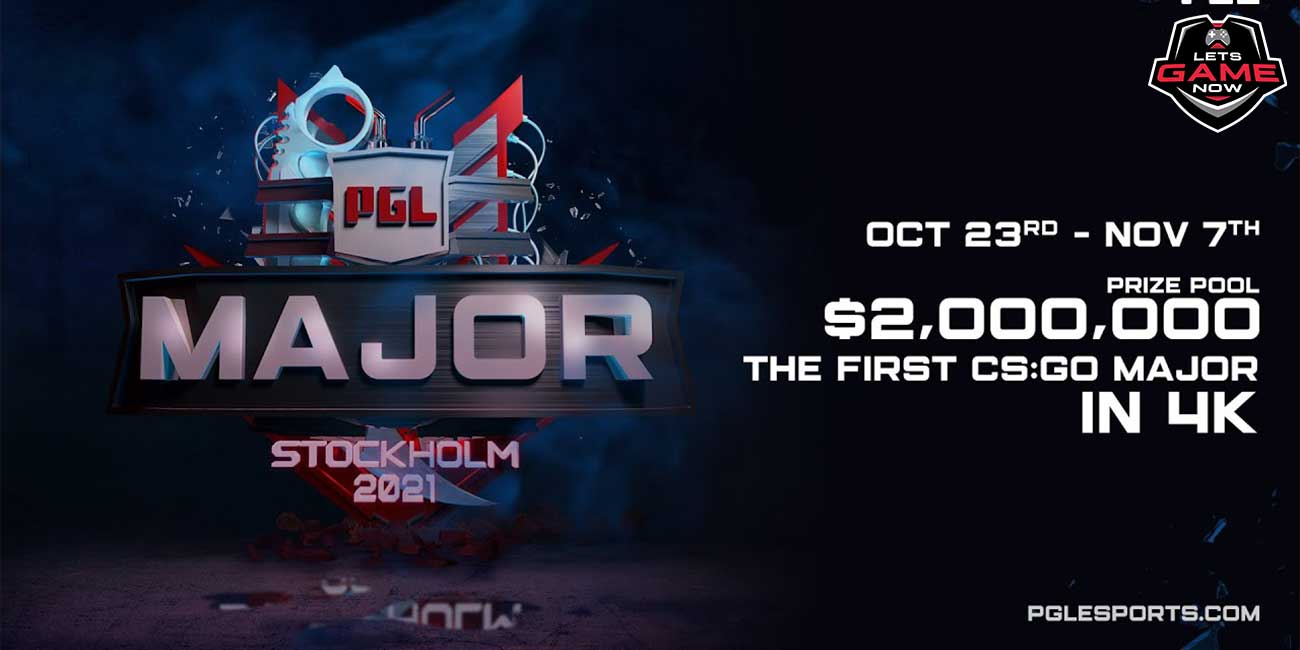 LETS
GAME
NOW
PGL
MAJOR
STOCKHOLM
2021
OCT 23RD - NOV 7TH
PRIZE POOL
$2,000,000
THE FIRST CS:GO MAJOR
IN 4K
PGLESPORTS.COM